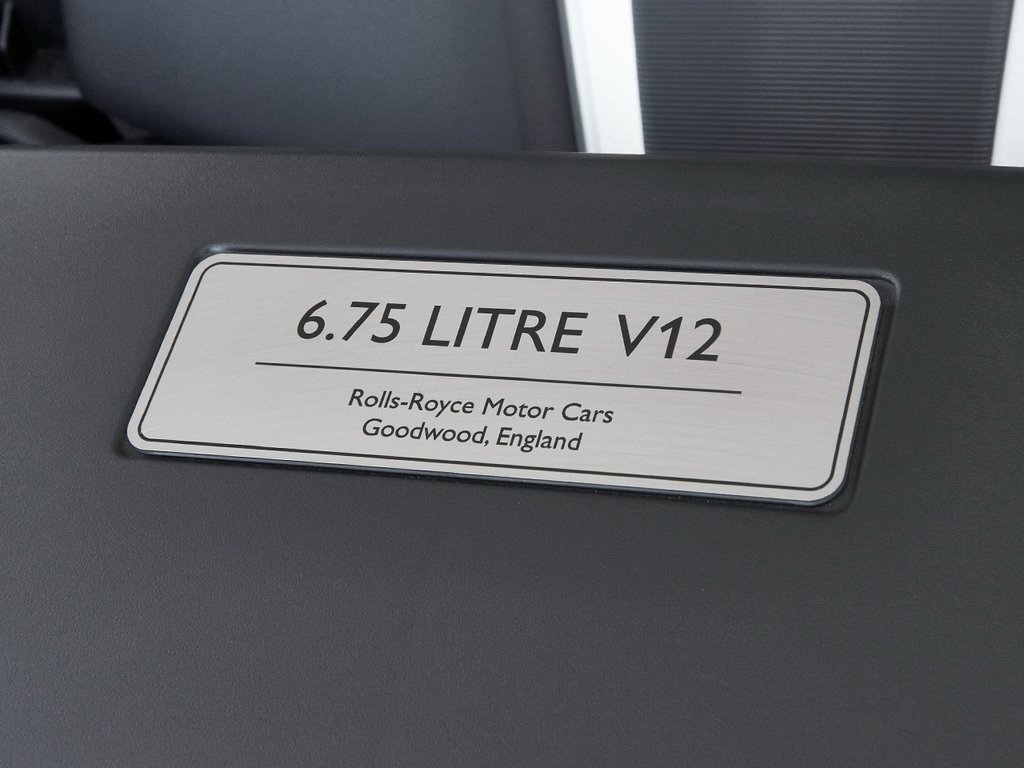 6.75 LITRE V12
Rolls-Royce Motor Cars
Goodwood, England